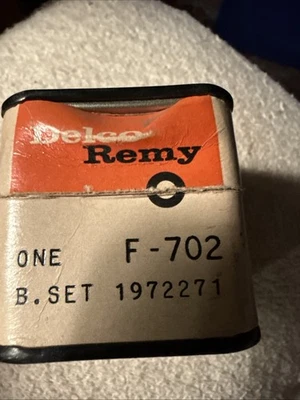 Delco
Remy
ONE F-702
B. SET 1972271